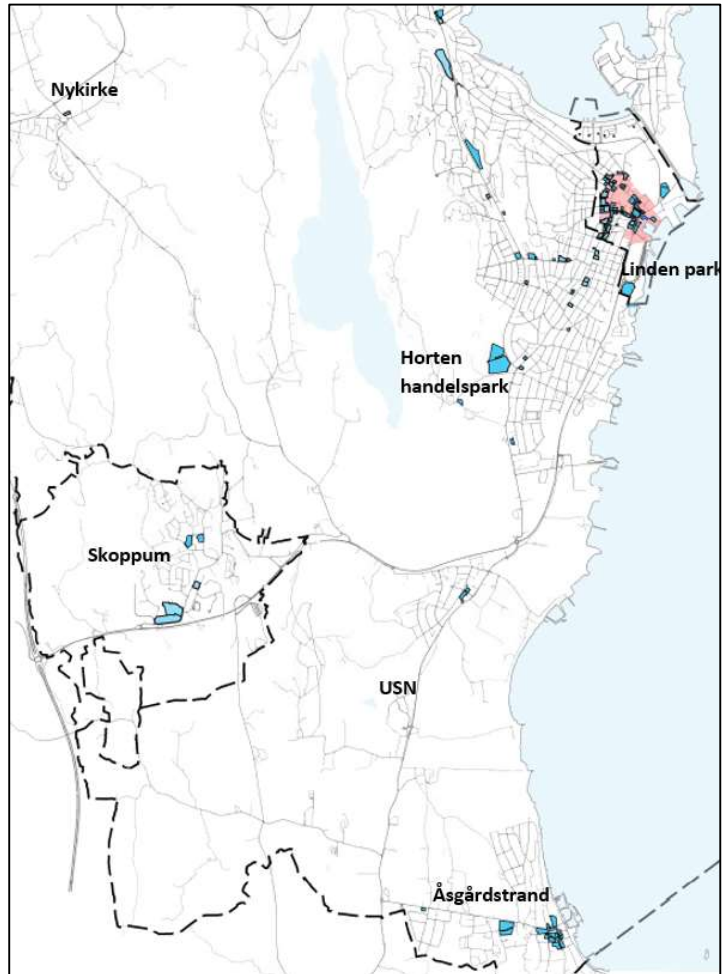 Nykirke
Linden park
Horten
handelspark
Skoppum
USN
Åsgårdstrand